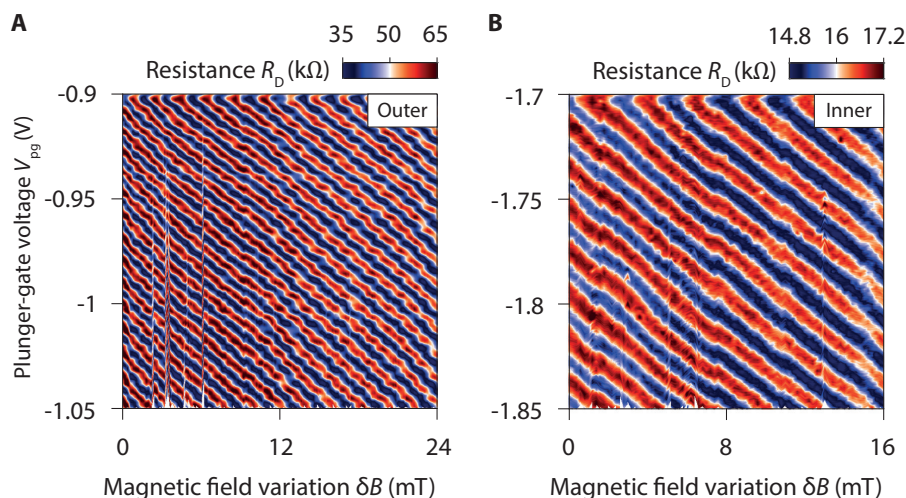 A
35 50 65
Resistance R_D (kΩ)
Outer
-0.9
-0.95
-1
-1.05
Plunger-gate voltage V_pg (V)
0 12 24
Magnetic field variation δB (mT)
B
14.8 16 17.2
Resistance R_D (kΩ)
Inner
-1.7
-1.75
-1.8
-1.85
0 8 16
Magnetic field variation δB (mT)